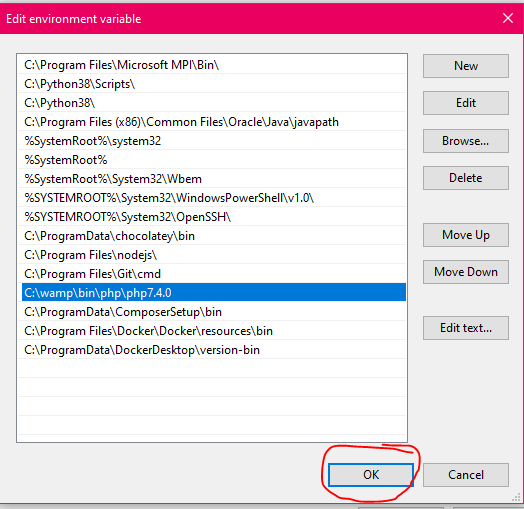 Edit environment variable
C:\Program Files\Microsoft MPI\Bin\
C:\Python38\Scripts\
C:\Python38\
C:\Program Files (x86)\Common Files\Oracle\Java\javapath
%SystemRoot%\system32
%SystemRoot%
%SystemRoot%\System32\Wbem
%SYSTEMROOT%\System32\WindowsPowerShell\v1.0\
%SYSTEMROOT%\System32\OpenSSH\
C:\ProgramData\chocolatey\bin
C:\Program Files\nodejs\
C:\Program Files\Git\cmd
C:\wamp\bin\php\php7.4.0
C:\ProgramData\ComposerSetup\bin
C:\Program Files\Docker\Docker\resources\bin
C:\ProgramData\DockerDesktop\version-bin
New
Edit
Browse...
Delete
Move Up
Move Down
Edit text...
OK
Cancel